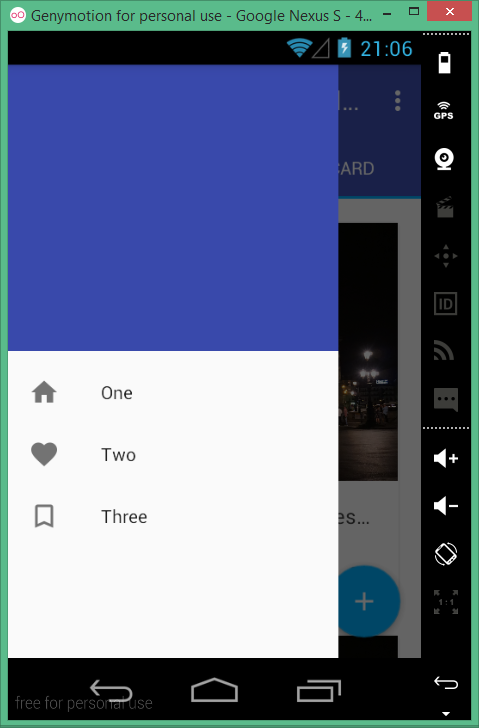 Genymotion for personal use - Google Nexus S - 4...
21:06
...
CARD
GPS
ID
One
Two
Three
es...
1:1
free for personal use